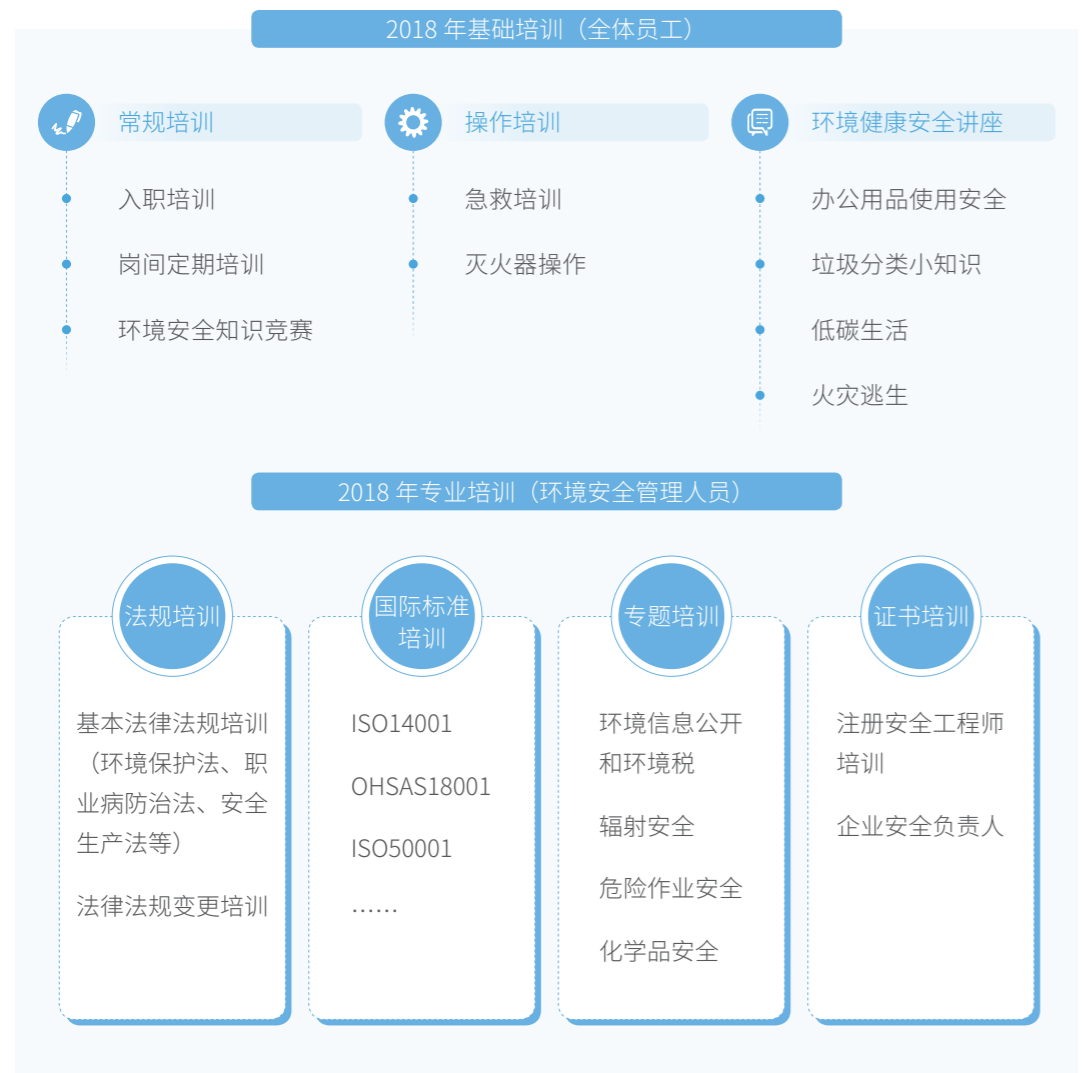 2018 年基础培训（全体员工）
常规培训
入职培训
岗间定期培训
环境安全知识竞赛
操作培训
急救培训
灭火器操作
环境健康安全讲座
办公用品使用安全
垃圾分类小知识
低碳生活
火灾逃生
2018 年专业培训（环境安全管理人员）
法规培训
基本法律法规培训
（环境保护法、职
业病防治法、安全
生产法等）
法律法规变更培训
国际标准
培训
ISO14001
OHSAS18001
ISO50001
……
专题培训
环境信息公开
和环境税
辐射安全
危险作业安全
化学品安全
证书培训
注册安全工程师
培训
企业安全负责人